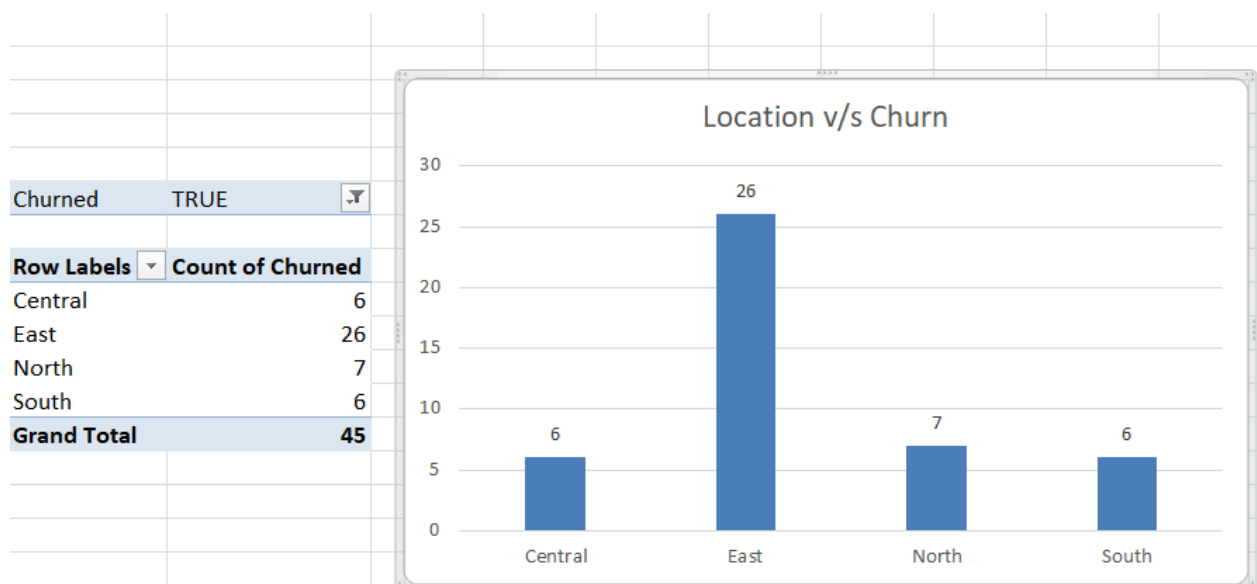 Churned TRUE
Row Labels Count of Churned
Central 6
East 26
North 7
South 6
Grand Total 45
Location v/s Churn
30
25
20
15
10
5
0
6
26
7
6
Central East North South